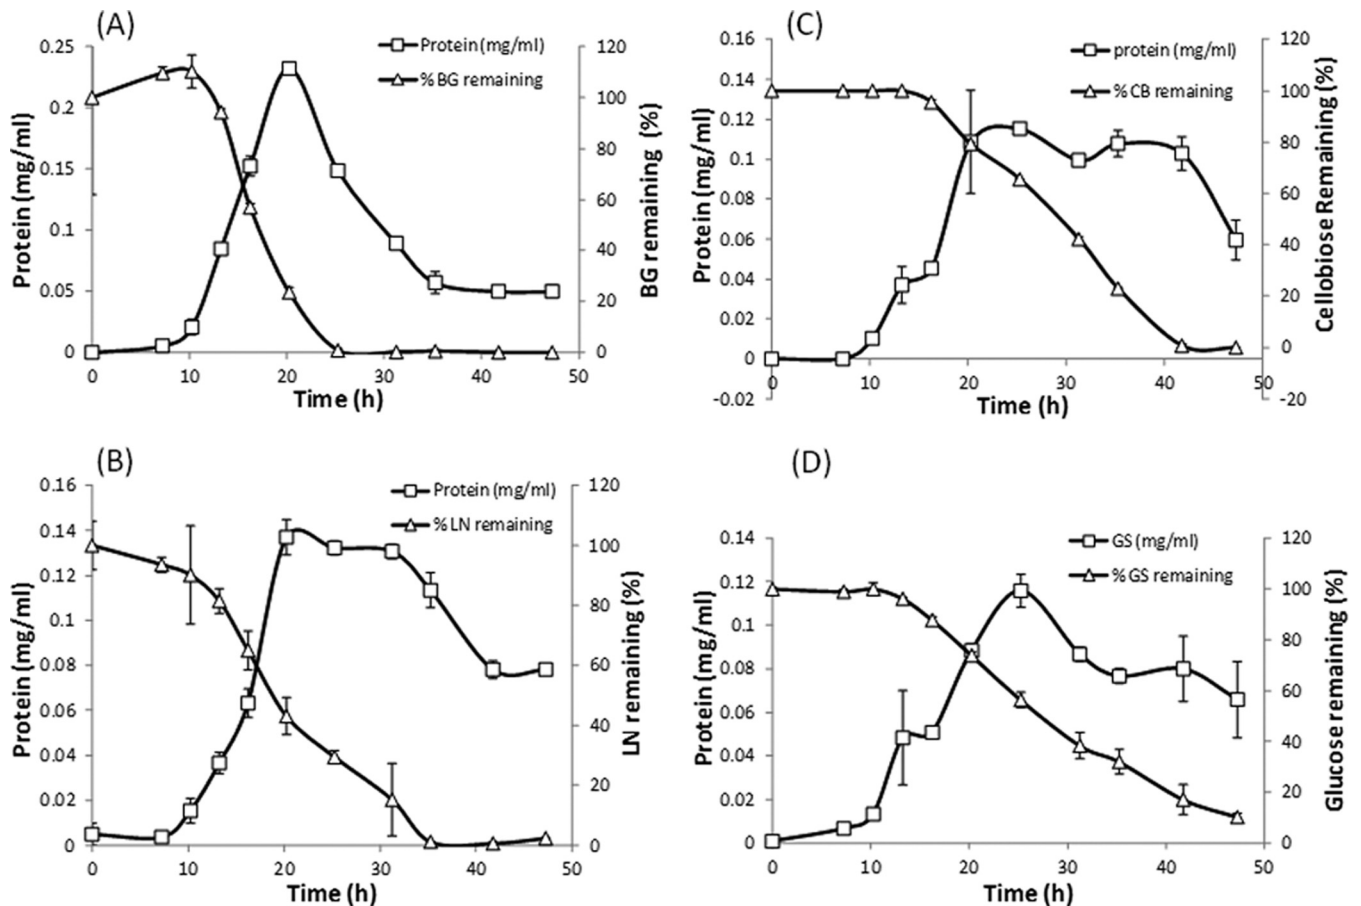 (A)
0.25
0.2
0.15
0.1
0.05
0
Protein (mg/ml)
Protein (mg/ml)
% BG remaining
120
100
80
60
40
20
0
BG remaining (%)
0 10 20 30 40 50
Time (h)
(C)
0.16
0.14
0.12
0.1
0.08
0.06
0.04
0.02
0
-0.02
Protein (mg/ml)
protein (mg/ml)
% CB remaining
120
100
80
60
40
20
0
-20
Cellobiose Remaining (%)
0 10 20 30 40 50
Time (h)
(B)
0.16
0.14
0.12
0.1
0.08
0.06
0.04
0.02
0
Protein (mg/ml)
Protein (mg/ml)
% LN remaining
120
100
80
60
40
20
0
LN remaining (%)
0 10 20 30 40 50
Time (h)
(D)
0.14
0.12
0.1
0.08
0.06
0.04
0.02
0
Protein (mg/ml)
GS (mg/ml)
% GS remaining
120
100
80
60
40
20
0
Glucose remaining (%)
0 10 20 30 40 50
Time (h)